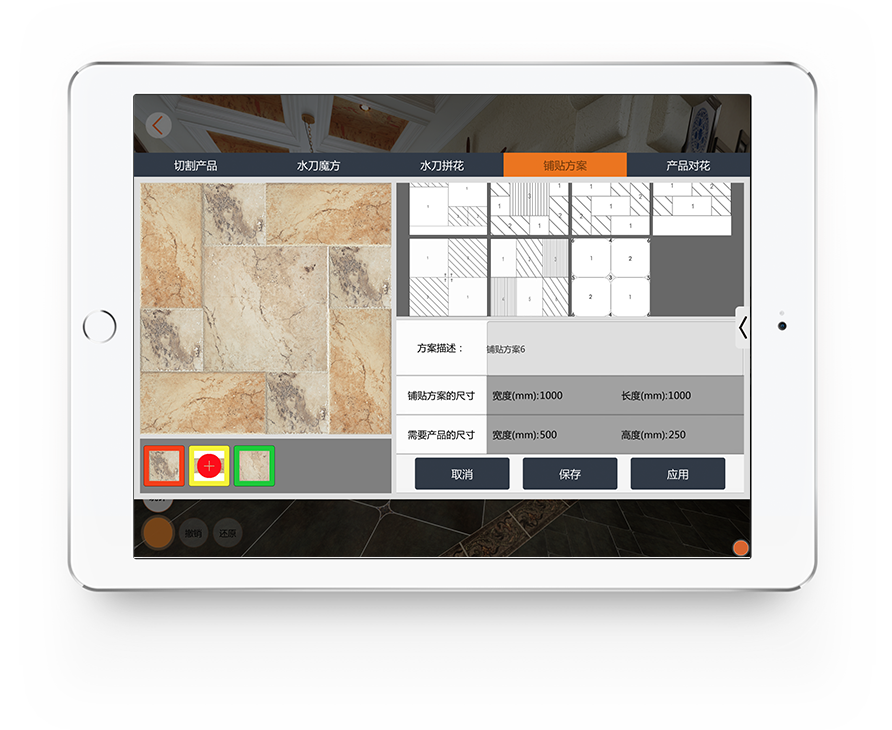 切割产品 水刀魔方 水刀拼花 铺贴方案 产品对花
方案描述： 铺贴方案6
铺贴方案的尺寸 宽度(mm):1000 长度(mm):1000
需要产品的尺寸 宽度(mm):500 高度(mm):250
取消 保存 应用
撤销 还原